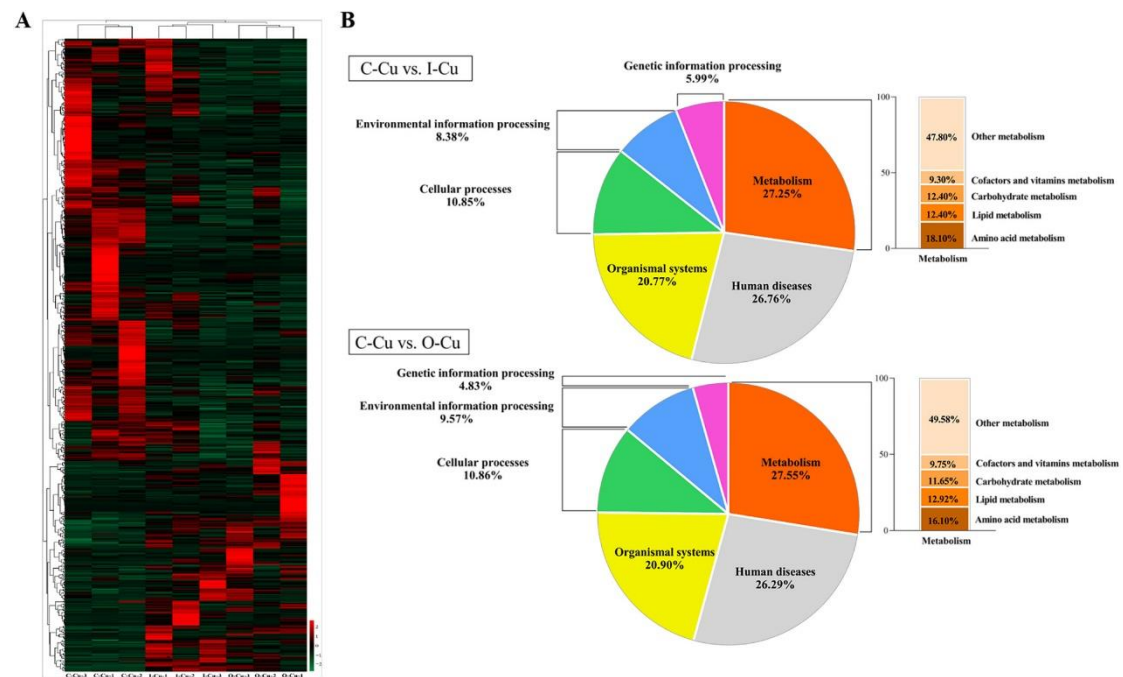 A
B
C-Cu vs. I-Cu
Genetic information processing
5.99%
Environmental information processing
8.38%
Cellular processes
10.85%
Metabolism
27.25%
Organismal systems
20.77%
Human diseases
26.76%
100
50
0
47.80%
Other metabolism
9.30%
Cofactors and vitamins metabolism
12.40%
Carbohydrate metabolism
12.40%
Lipid metabolism
18.10%
Amino acid metabolism
Metabolism
C-Cu vs. O-Cu
Genetic information processing
4.83%
Environmental information processing
9.57%
Cellular processes
10.86%
Metabolism
27.55%
Organismal systems
20.90%
Human diseases
26.29%
100
50
0
49.58%
Other metabolism
9.75%
Cofactors and vitamins metabolism
11.65%
Carbohydrate metabolism
12.92%
Lipid metabolism
16.10%
Amino acid metabolism
Metabolism